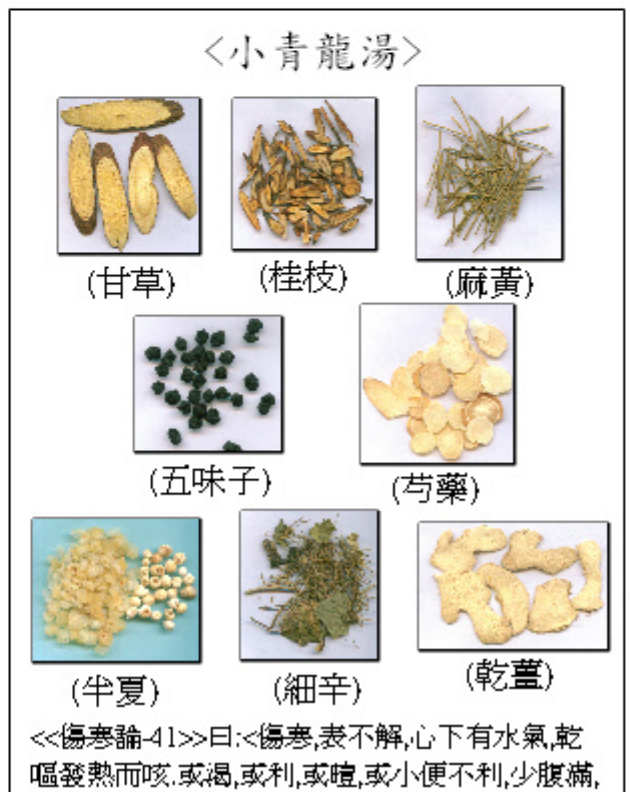 <小青龍湯>
(甘草)
(桂枝)
(麻黃)
(五味子)
(芍藥)
(半夏)
(細辛)
(乾薑)
<<傷寒論-41>>曰:<傷寒,表不解,心下有水氣,乾
嘔發熱而咳.或渴,或利,或噎,或小便不利,少腹滿,